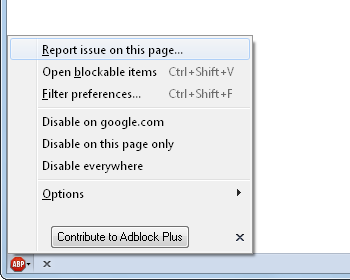 Report issue on this page...
Open blockable items Ctrl+Shift+V
Filter preferences... Ctrl+Shift+F
Disable on google.com
Disable on this page only
Disable everywhere
Options
Contribute to Adblock Plus
ABP